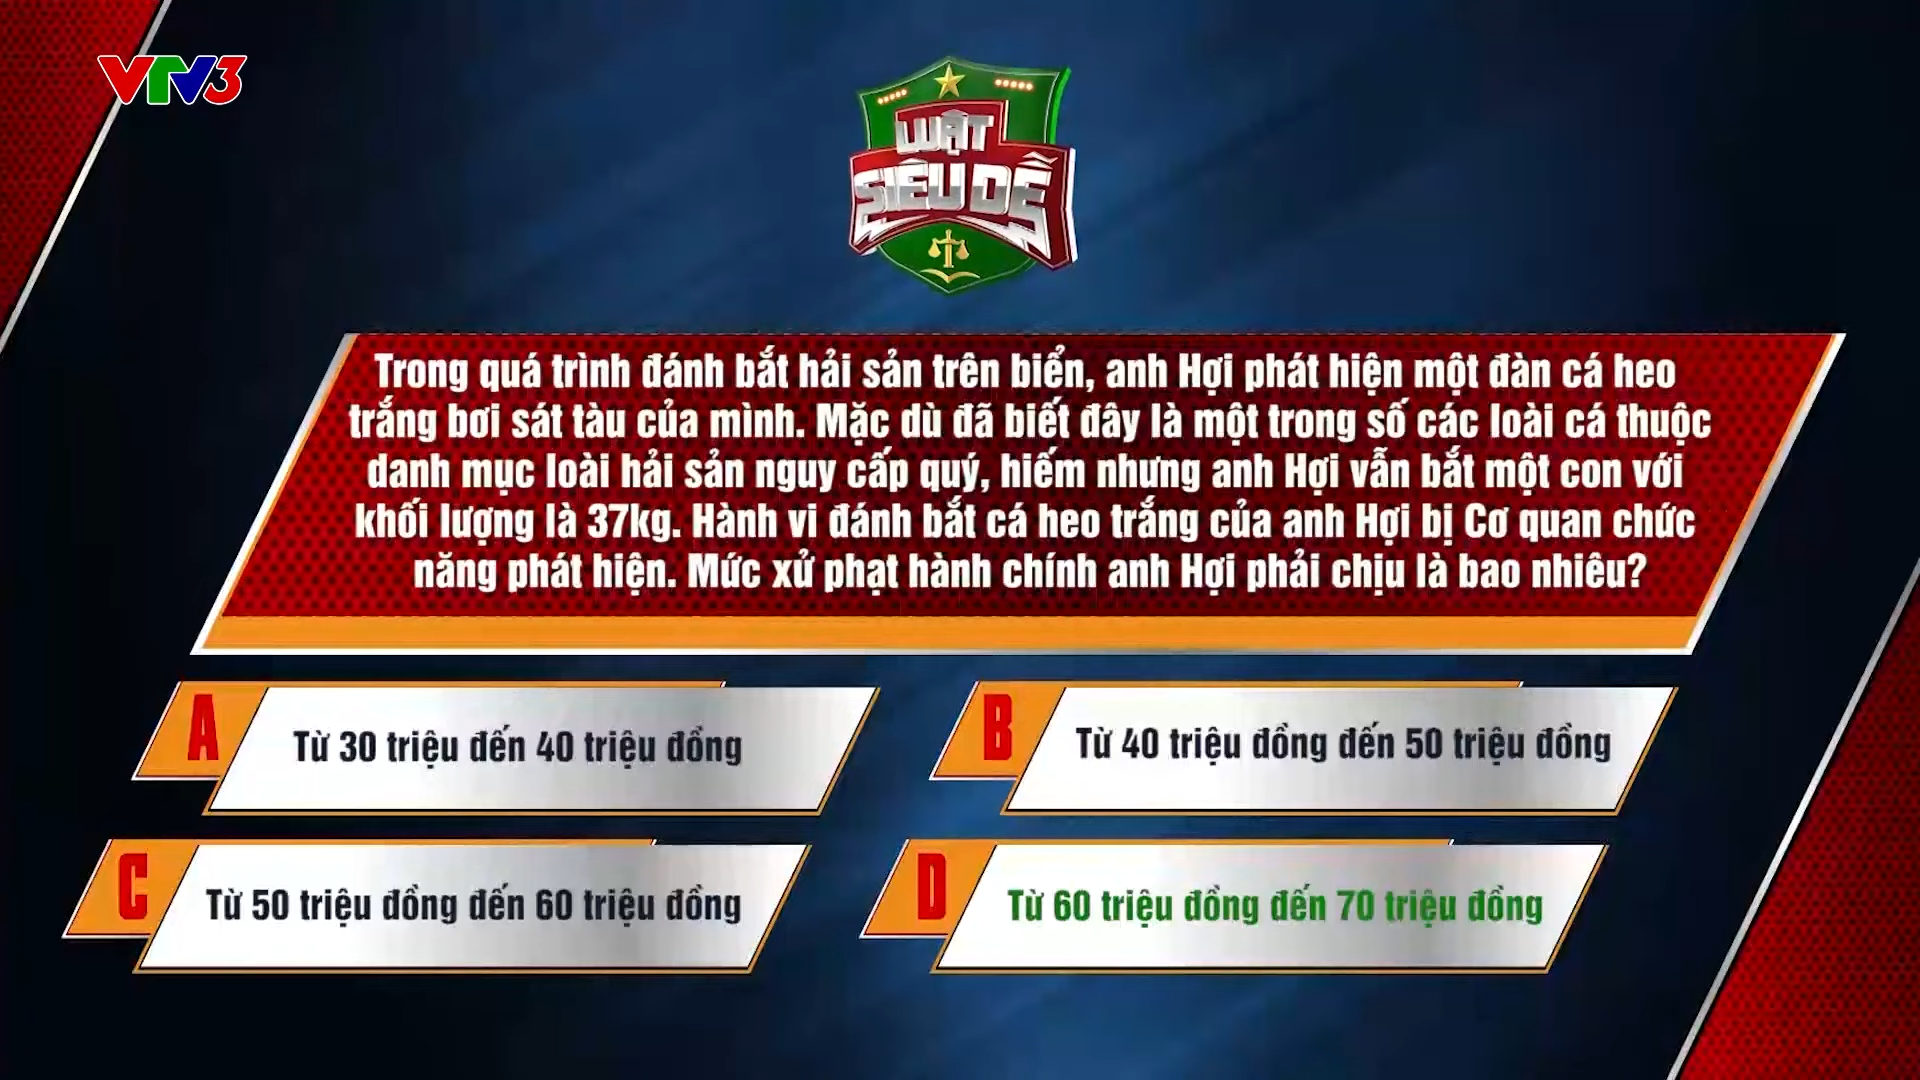 VTV3
LUẬT
SIÊU DỄ
Trong quá trình đánh bắt hải sản trên biển, anh Hợi phát hiện một đàn cá heo
trắng bơi sát tàu của mình. Mặc dù đã biết đây là một trong số các loài cá thuộc
danh mục loài hải sản nguy cấp quý, hiếm nhưng anh Hợi vẫn bắt một con với
khối lượng là 37kg. Hành vi đánh bắt cá heo trắng của anh Hợi bị Cơ quan chức
năng phát hiện. Mức xử phạt hành chính anh Hợi phải chịu là bao nhiêu?
A Từ 30 triệu đến 40 triệu đồng
B Từ 40 triệu đồng đến 50 triệu đồng
C Từ 50 triệu đồng đến 60 triệu đồng
D Từ 60 triệu đồng đến 70 triệu đồng